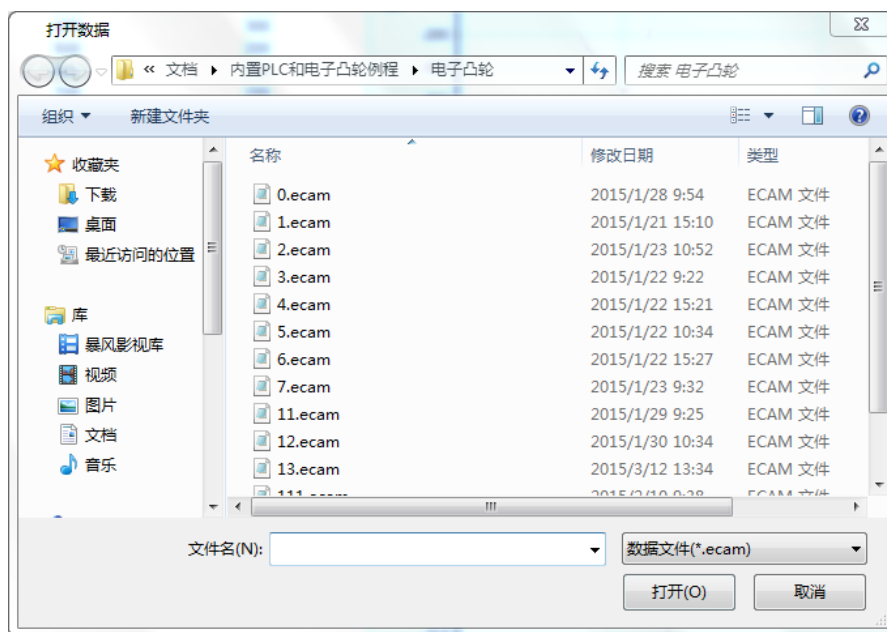 打开数据
« 文档 ▸ 内置PLC和电子凸轮例程 ▸ 电子凸轮
搜索 电子凸轮
组织 新建文件夹
名称 修改日期 类型
收藏夹
下载
桌面
最近访问的位置
库
暴风影视库
视频
图片
文档
音乐
0.ecam 2015/1/28 9:54 ECAM 文件
1.ecam 2015/1/21 15:10 ECAM 文件
2.ecam 2015/1/23 10:52 ECAM 文件
3.ecam 2015/1/22 9:22 ECAM 文件
4.ecam 2015/1/22 15:21 ECAM 文件
5.ecam 2015/1/22 10:34 ECAM 文件
6.ecam 2015/1/22 15:27 ECAM 文件
7.ecam 2015/1/23 9:32 ECAM 文件
11.ecam 2015/1/29 9:25 ECAM 文件
12.ecam 2015/1/30 10:34 ECAM 文件
13.ecam 2015/3/12 13:34 ECAM 文件
文件名(N): 数据文件(*.ecam)
打开(O) 取消